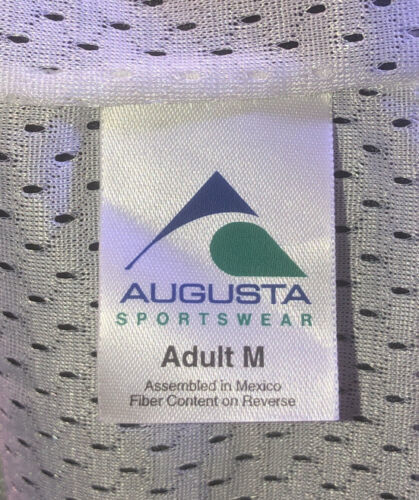 AUGUSTA
SPORTSWEAR
Adult M
Assembled in Mexico
Fiber Content on Reverse